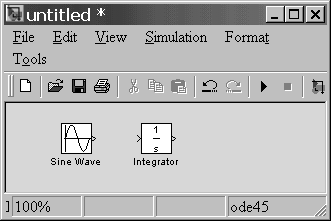 untitled *
File Edit View Simulation Format
Tools
1
s
Sine Wave Integrator
100% ode45